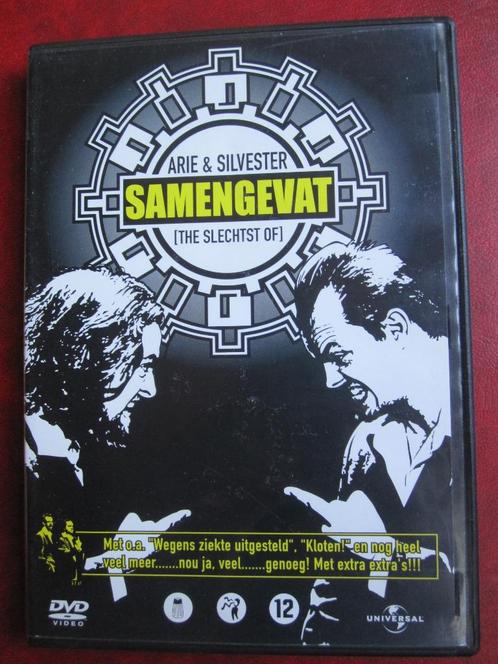 ARIE & SILVESTER
SAMENGEVAT
[THE SLECHTST OF]
Met o.a. "Wegens ziekte uitgesteld", "Kloten!" en nog heel
veel meer.......nou ja, veel.......genoeg! Met extra extra's!!!
DVD
VIDEO
12
UNIVERSAL